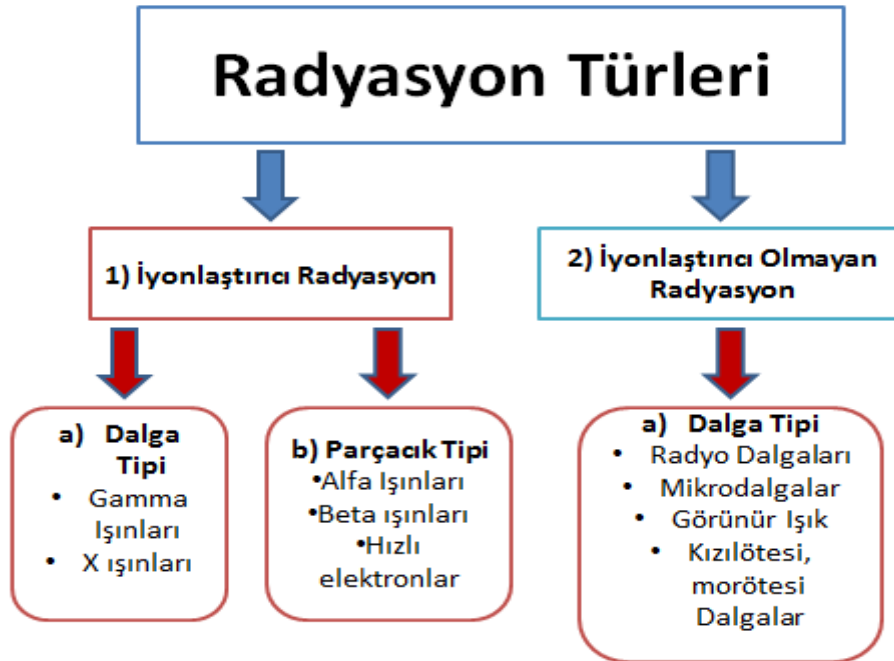 Radyasyon Türleri
1) İyonlaştırıcı Radyasyon
2) İyonlaştırıcı Olmayan
Radyasyon
a) Dalga
Tipi
• Gamma
Işınları
• X ışınları
b) Parçacık Tipi
•Alfa Işınları
•Beta ışınları
•Hızlı
elektronlar
a) Dalga Tipi
• Radyo Dalgaları
• Mikrodalgalar
• Görünür Işık
• Kızılötesi,
morötesi
Dalgalar